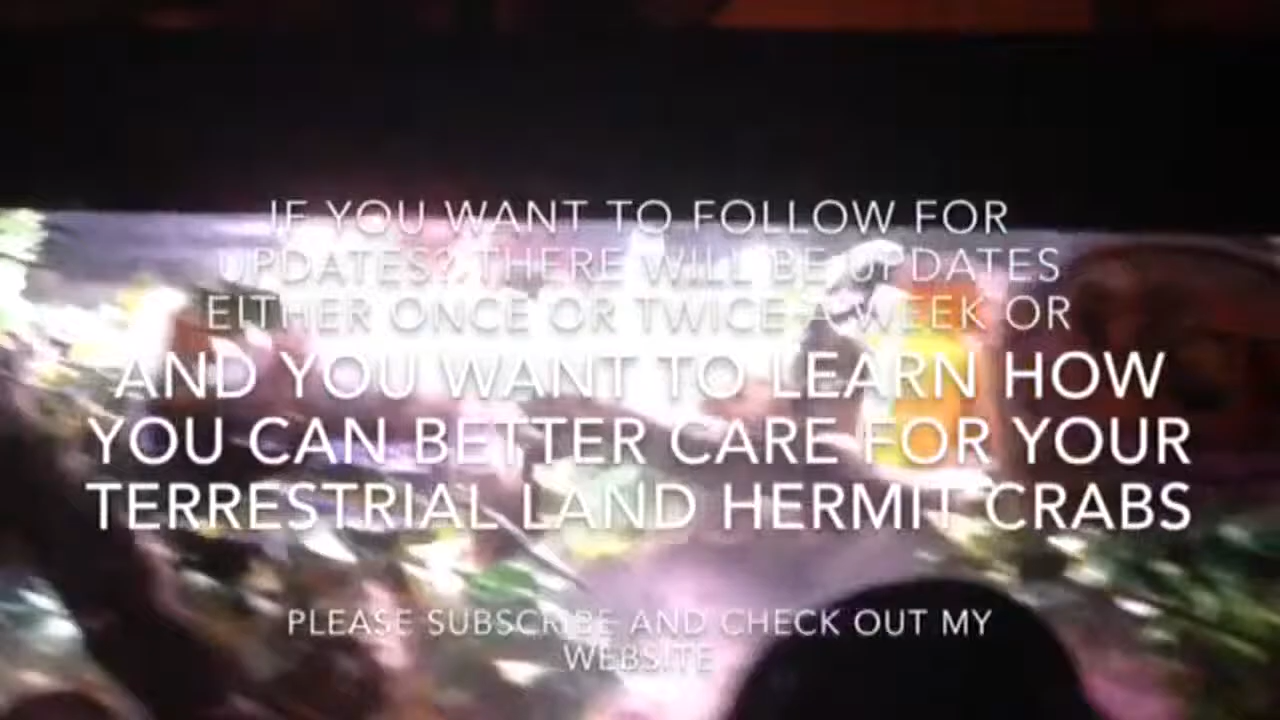 IF YOU WANT TO FOLLOW FOR
UPDATES? THERE WILL BE UPDATES
EITHER ONCE OR TWICE A WEEK OR
AND YOU WANT TO LEARN HOW
YOU CAN BETTER CARE FOR YOUR
TERRESTRIAL LAND HERMIT CRABS
PLEASE SUBSCRIBE AND CHECK OUT MY
WEBSITE